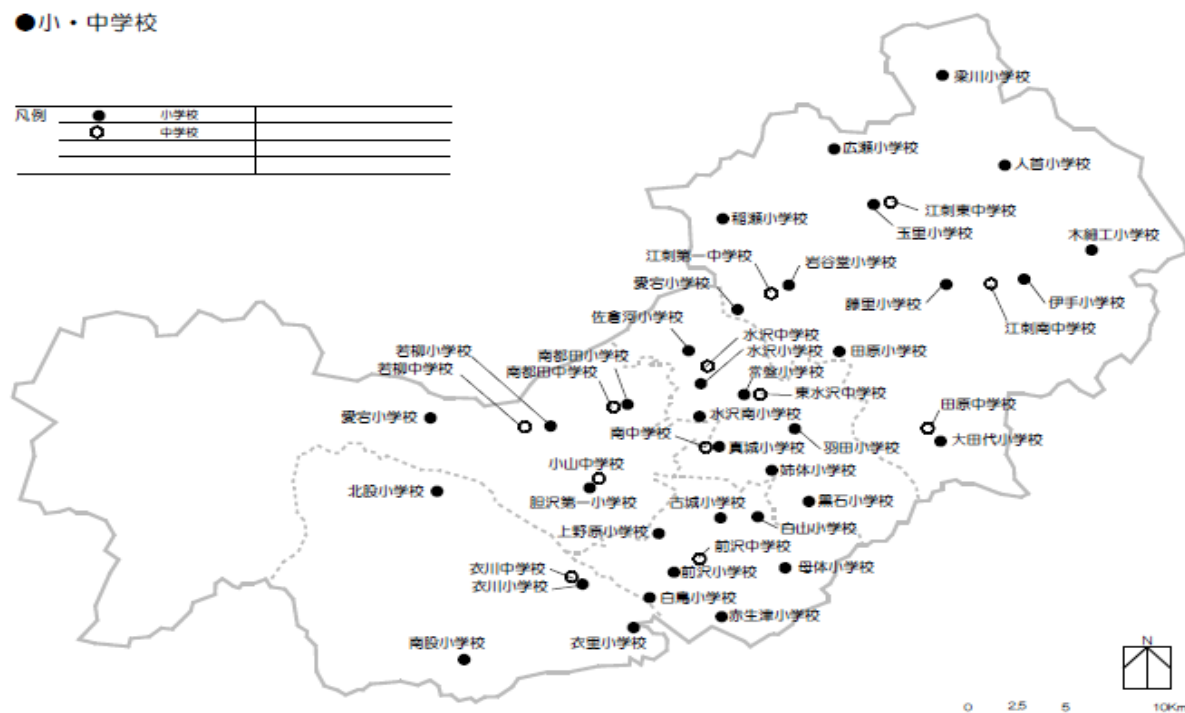 ●小・中学校
凡例
小学校
中学校
梁川小学校
広瀬小学校
人首小学校
江刺東中学校
稲瀬小学校
玉里小学校
木細工小学校
江刺第一中学校
岩谷堂小学校
愛宕小学校
藤里小学校
伊手小学校
佐倉河小学校
江刺南中学校
水沢中学校
若柳小学校
南都田小学校
水沢小学校
田原小学校
若柳中学校
南都田中学校
常盤小学校
東水沢中学校
愛宕小学校
水沢南小学校
田原中学校
南中学校
真城小学校
羽田小学校
大田代小学校
小山中学校
姉体小学校
北股小学校
胆沢第一小学校
古城小学校
黒石小学校
上野原小学校
白山小学校
前沢中学校
衣川中学校
前沢小学校
母体小学校
衣川小学校
白鳥小学校
赤生津小学校
南股小学校
衣里小学校
N
0 2.5 5 10Km